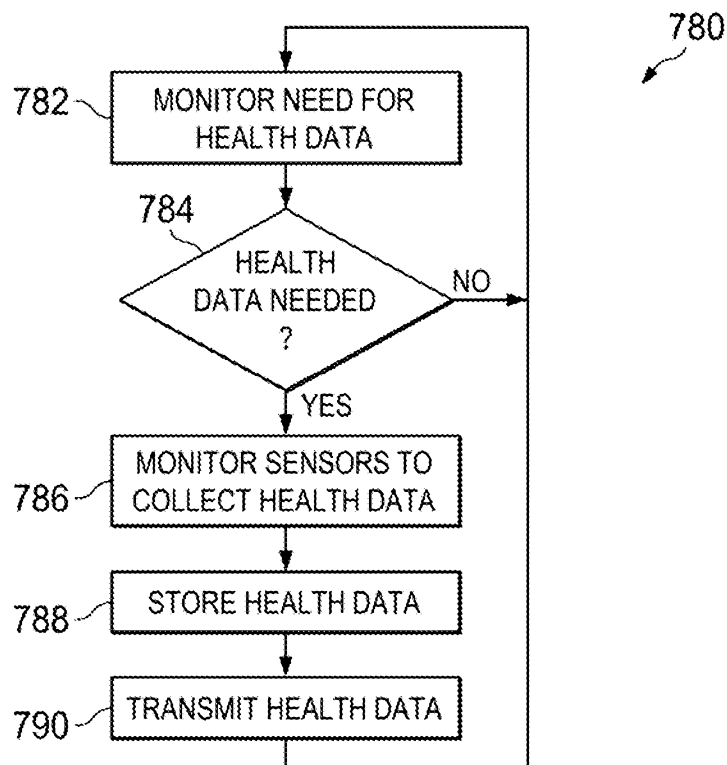 780
782
MONITOR NEED FOR
HEALTH DATA
784
HEALTH
DATA NEEDED
?
NO
YES
786
MONITOR SENSORS TO
COLLECT HEALTH DATA
788
STORE HEALTH DATA
790
TRANSMIT HEALTH DATA